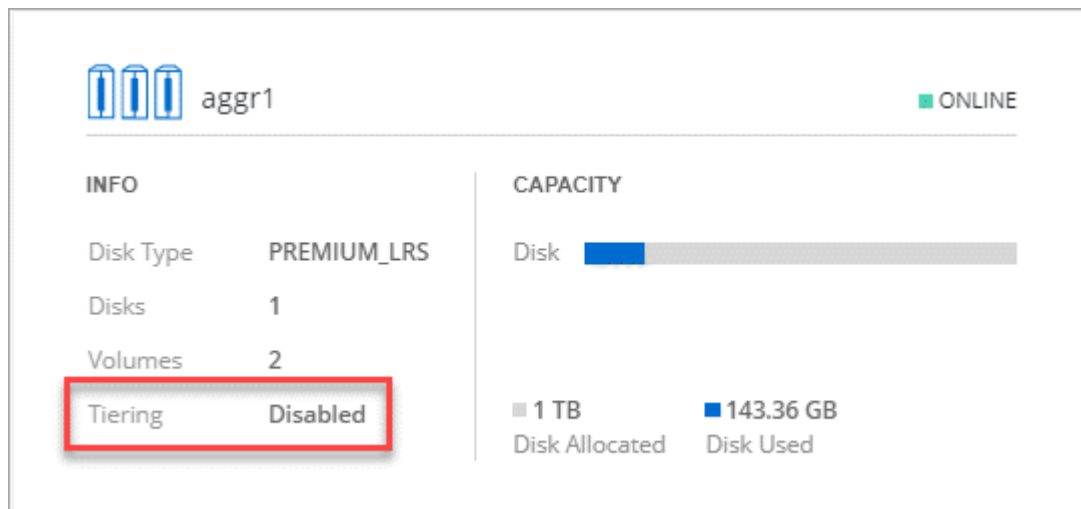 aggr1
ONLINE
INFO
Disk Type PREMIUM_LRS
Disks 1
Volumes 2
Tiering Disabled
CAPACITY
Disk
1 TB 143.36 GB
Disk Allocated Disk Used